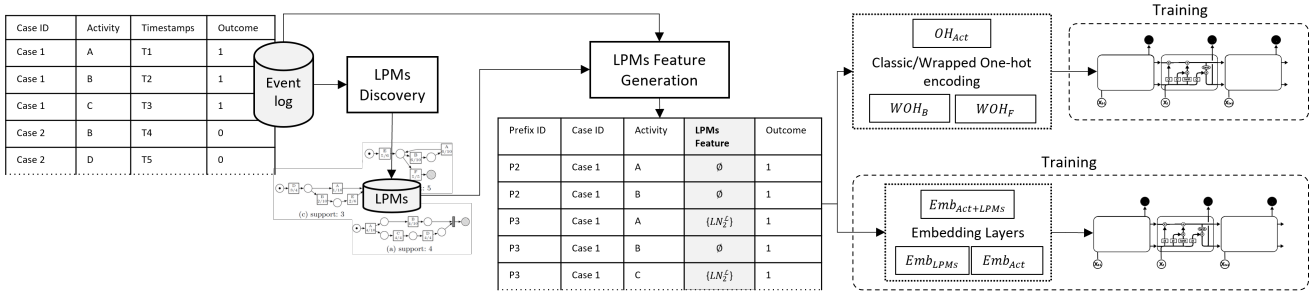 Case ID Activity Timestamps Outcome
Case 1 A T1 1
Case 1 B T2 1
Case 1 C T3 1
Case 2 B T4 0
Case 2 D T5 0
Event
log
LPMs
Discovery
LPMs
: 5
(c) support: 3
(a) support: 4
LPMs Feature
Generation
Prefix ID Case ID Activity LPMs Feature Outcome
P2 Case 1 A ∅ 1
P2 Case 1 B ∅ 1
P3 Case 1 A {LN₂ᶜ} 1
P3 Case 1 B ∅ 1
P3 Case 1 C {LN₂ᶜ} 1
OH_Act
Classic/Wrapped One-hot
encoding
WOH_B WOH_F
Training
Training
Emb_Act+LPMs
Embedding Layers
Emb_LPMs Emb_Act